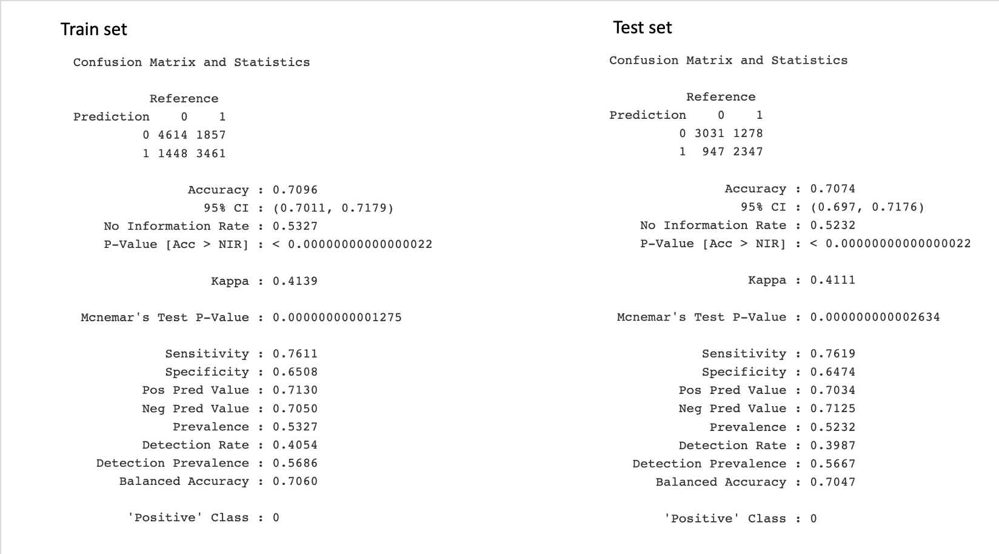 Train set
Confusion Matrix and Statistics
Reference
Prediction 0 1
0 4614 1857
1 1448 3461
Accuracy : 0.7096
95% CI : (0.7011, 0.7179)
No Information Rate : 0.5327
P-Value [Acc > NIR] : < 0.00000000000000022
Kappa : 0.4139
Mcnemar's Test P-Value : 0.000000000001275
Sensitivity : 0.7611
Specificity : 0.6508
Pos Pred Value : 0.7130
Neg Pred Value : 0.7050
Prevalence : 0.5327
Detection Rate : 0.4054
Detection Prevalence : 0.5686
Balanced Accuracy : 0.7060
'Positive' Class : 0
Test set
Confusion Matrix and Statistics
Reference
Prediction 0 1
0 3031 1278
1 947 2347
Accuracy : 0.7074
95% CI : (0.697, 0.7176)
No Information Rate : 0.5232
P-Value [Acc > NIR] : < 0.00000000000000022
Kappa : 0.4111
Mcnemar's Test P-Value : 0.000000000002634
Sensitivity : 0.7619
Specificity : 0.6474
Pos Pred Value : 0.7034
Neg Pred Value : 0.7125
Prevalence : 0.5232
Detection Rate : 0.3987
Detection Prevalence : 0.5667
Balanced Accuracy : 0.7047
'Positive' Class : 0